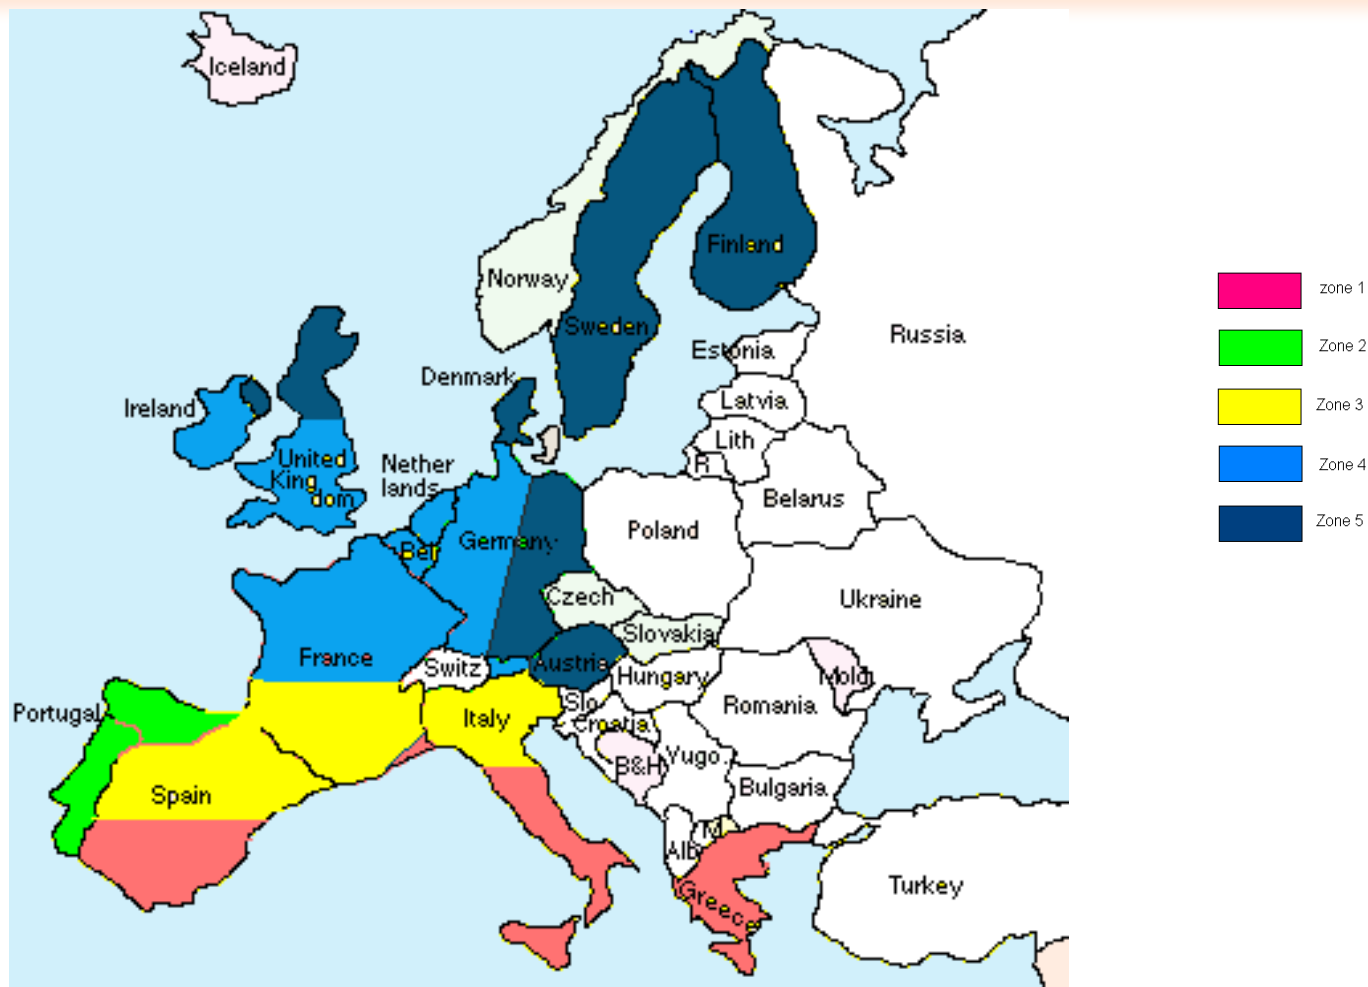 Iceland
Norway
Finland
Sweden
Russia
Estonia
Denmark
Latvia
Ireland
Lith
R
United
King
dom
Nether
lands
Belarus
Poland
Germany
Bel
Czech
Ukraine
Slovakia
France
Switz
Austria
Hungary
Mold
Portugal
Slo
Italy
Croatia
Romania
Yugo.
B&H
Spain
Bulgaria
M
Alb
Greece
Turkey
zone 1
Zone 2
Zone 3
Zone 4
Zone 5